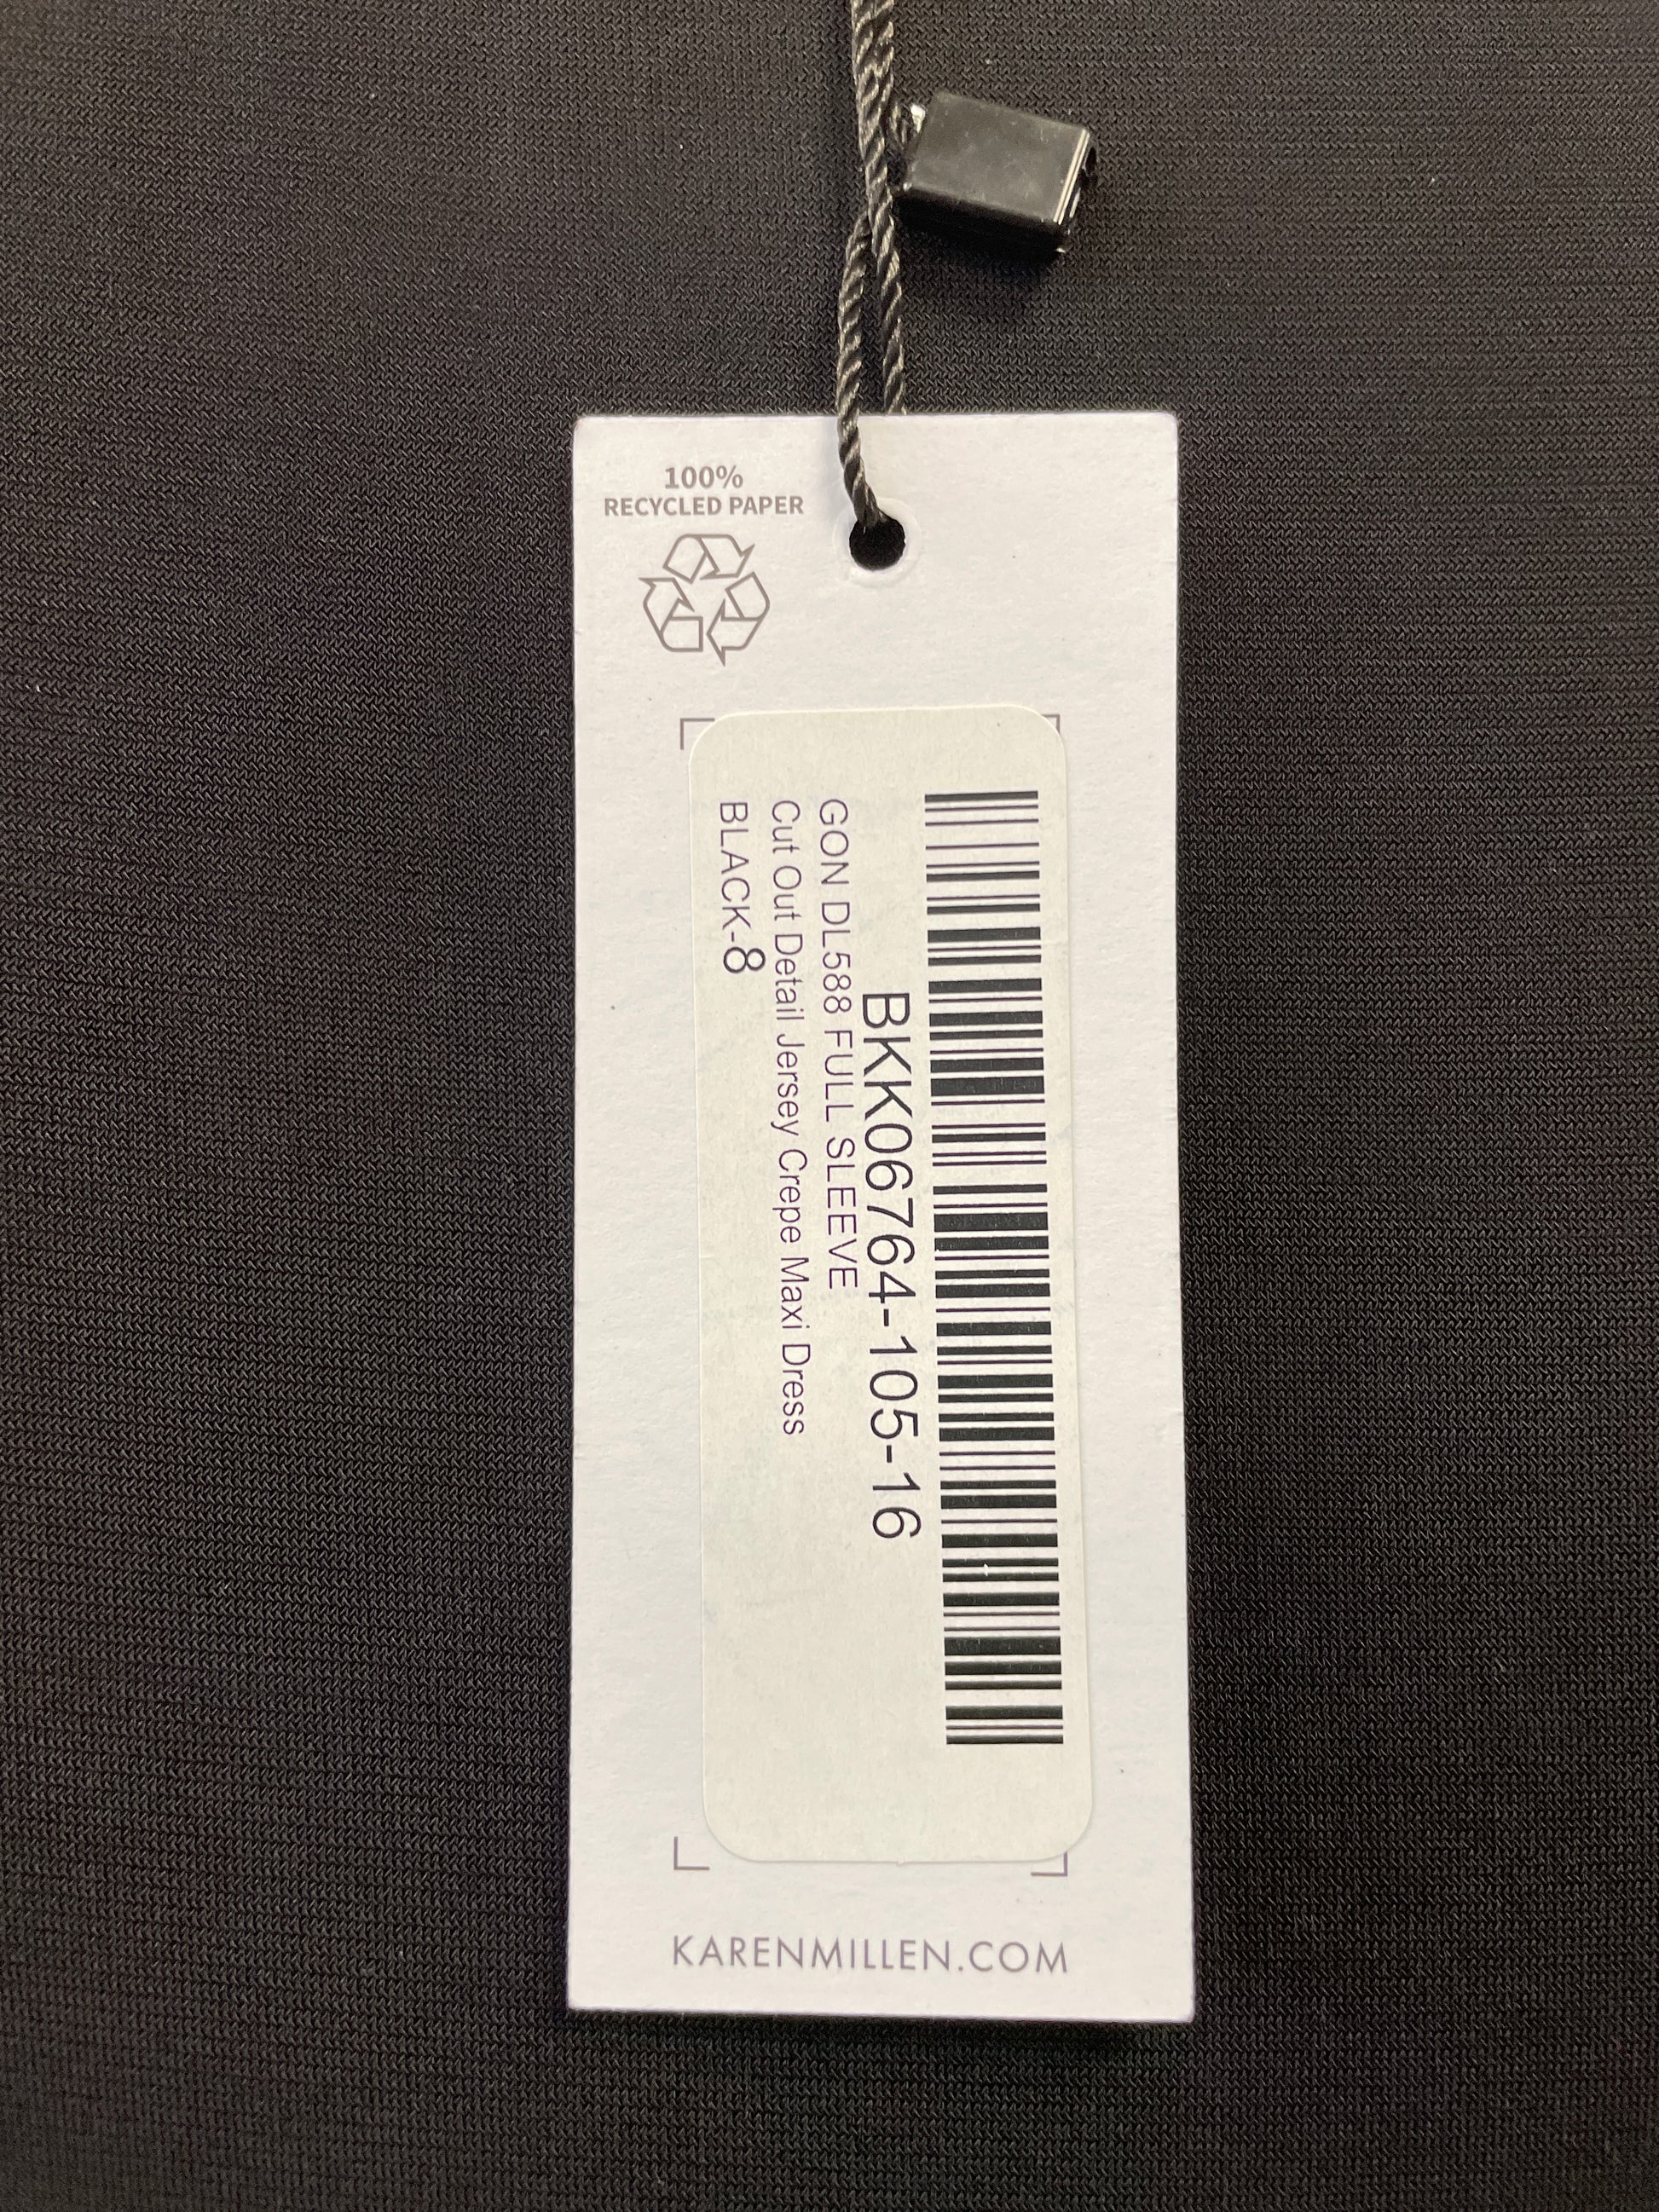 100%
RECYCLED PAPER
BKK06764-105-16
GON DL588 FULL SLEEVE
Cut Out Detail Jersey Crepe Maxi Dress
BLACK-8
KARENMILLEN.COM